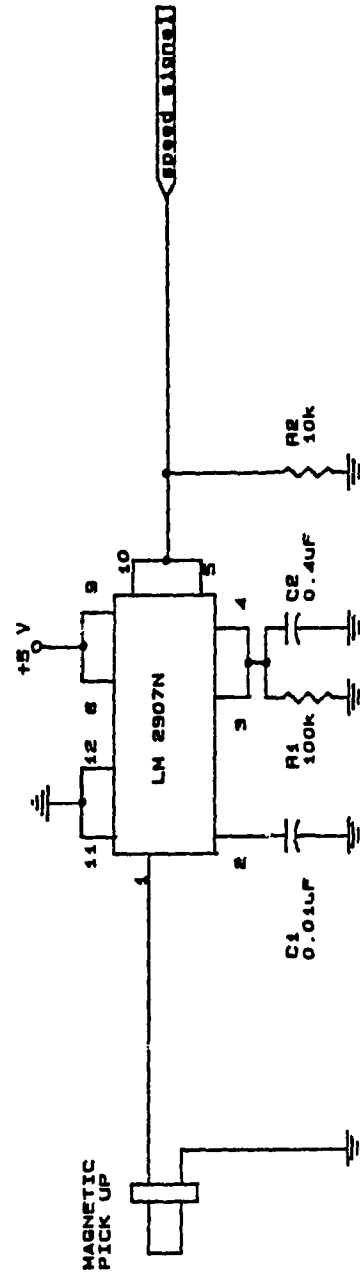 MAGNETIC
PICK UP
1
11
12
+5 V
8
9
LM 2907N
10
5
speed signal
2
3
4
C1
0.01uF
R1
100k
C2
0.4uF
R2
10k